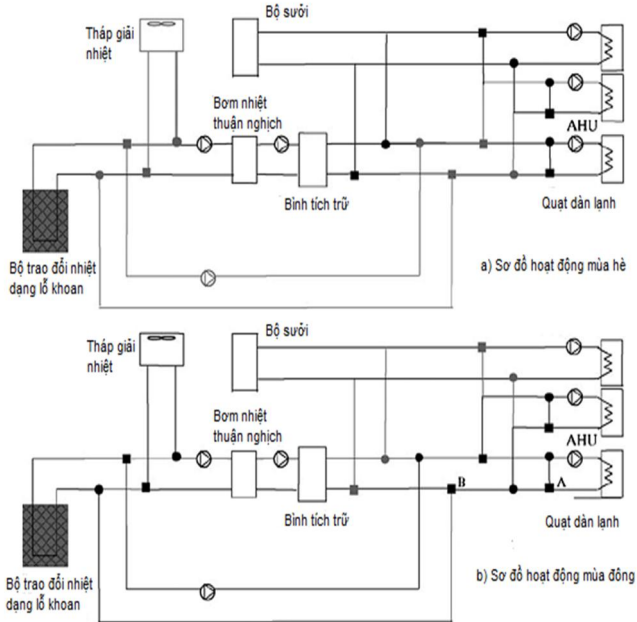 Bộ sưởi
Tháp giải
nhiệt
Bơm nhiệt
thuận nghịch
AHU
Bình tích trữ
Quạt dàn lạnh
Bộ trao đổi nhiệt
dạng lỗ khoan
a) Sơ đồ hoạt động mùa hè
Bộ sưởi
Tháp giải
nhiệt
Bơm nhiệt
thuận nghịch
AHU
B
A
Bình tích trữ
Quạt dàn lạnh
Bộ trao đổi nhiệt
dạng lỗ khoan
b) Sơ đồ hoạt động mùa đông